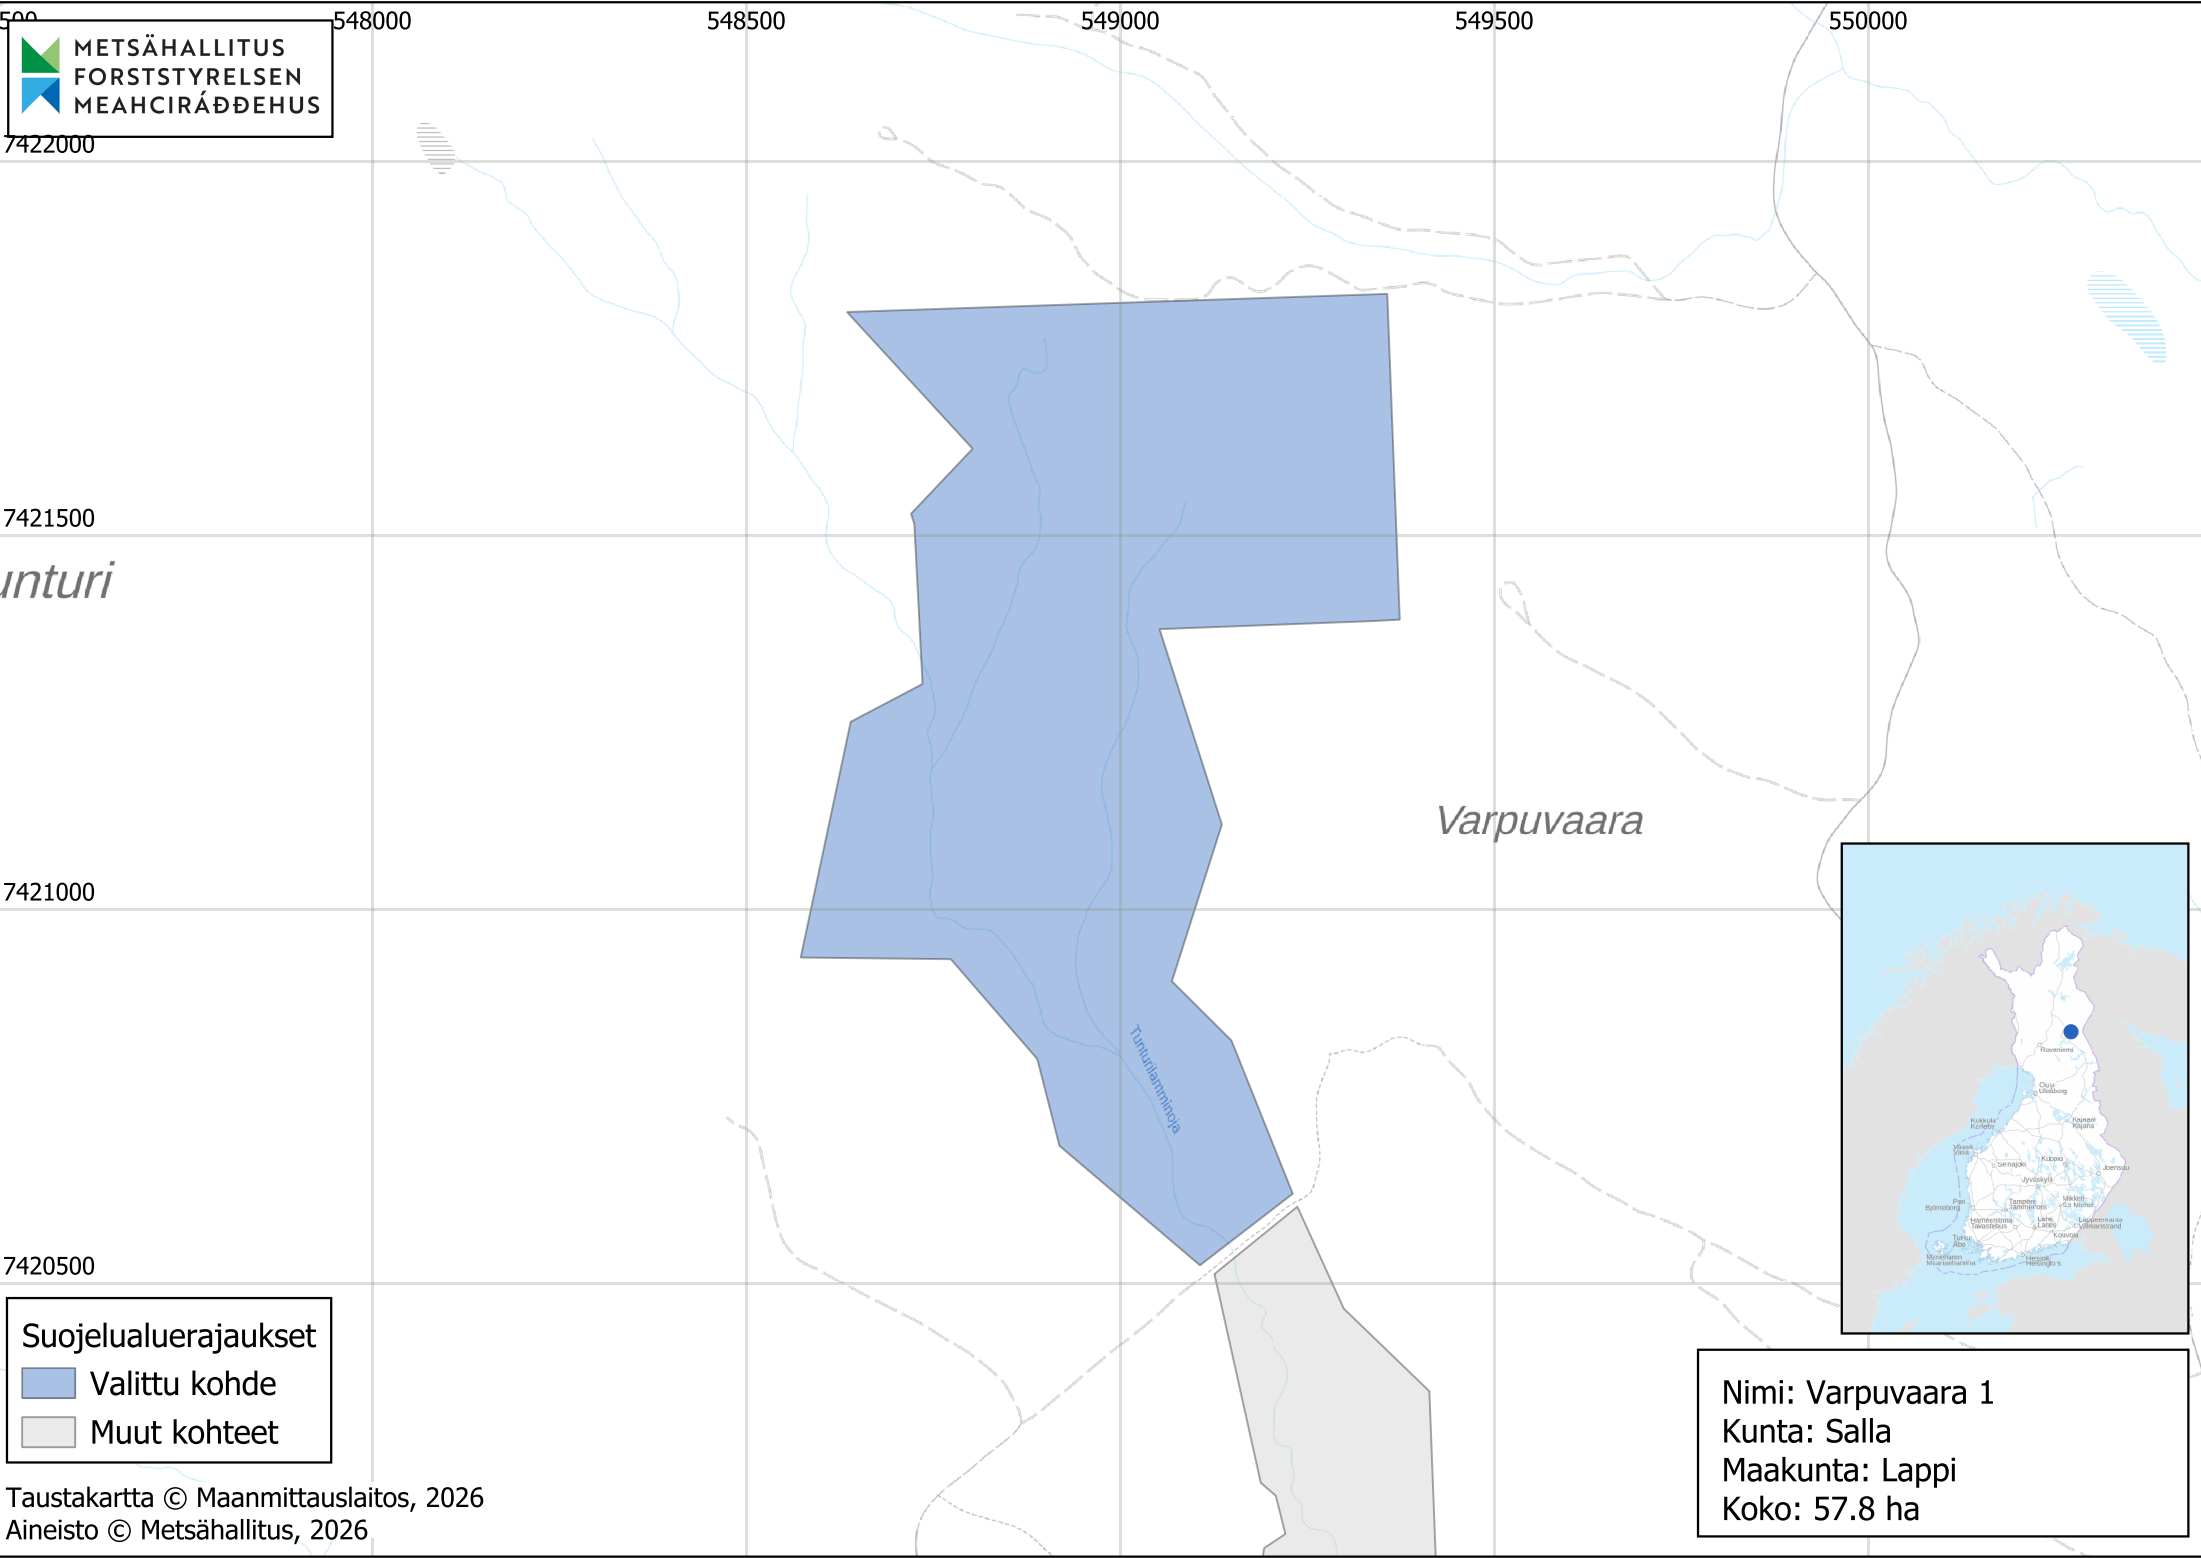 548000
548500
549000
549500
550000
METSÄHALLITUS
FORSTSTYRELSEN
MEAHCIRÁĐĐEHUS
7422000
7421500
unturi
Varpuvaara
7421000
Tunturilamminoja
7420500
Rovaniemi
Oulu
Uleåborg
Kokkola
Karleby
Kajaani
Kajana
Vaasa
Vasa
Seinäjoki
Kuopio
Joensuu
Jyväskylä
Pori
Björneborg
Tampere
Tammerfors
Mikkeli
S:t Michel
Hämeenlinna
Tavastehus
Lahti
Lahtis
Lappeenranta
Villmanstrand
Kouvola
Turku
Åbo
Helsinki
Helsingfors
Suojelualuerajaukset
Valittu kohde
Muut kohteet
Nimi: Varpuvaara 1
Kunta: Salla
Maakunta: Lappi
Koko: 57.8 ha
Taustakartta © Maanmittauslaitos, 2026
Aineisto © Metsähallitus, 2026